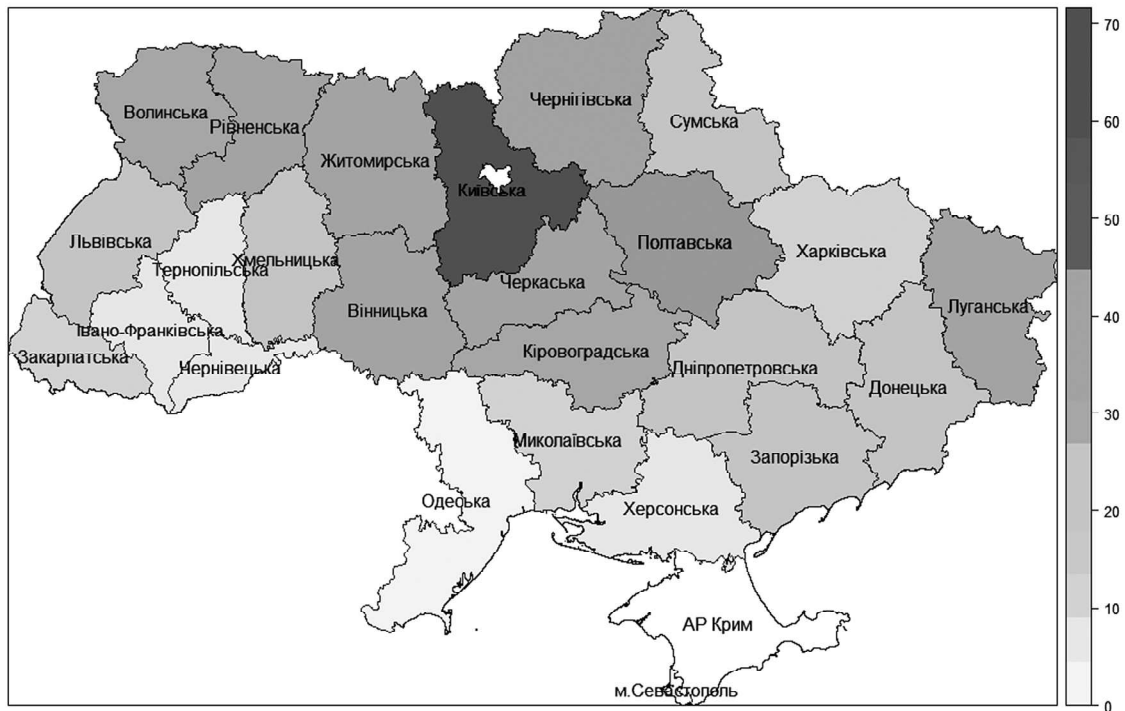 70
Чернігівська
Волинська
60
Сумська
Рівненська
Житомирська
Київська
50
Львівська
Полтавська
Харківська
Хмельницька
Тернопільська
Черкаська
40
Луганська
Вінницька
Івано-Франківська
Кіровоградська
Закарпатська
Чернівецька
Дніпропетровська
Донецька
30
Миколаївська
Запорізька
Одеська
Херсонська
20
10
АР Крим
м.Севастополь
0